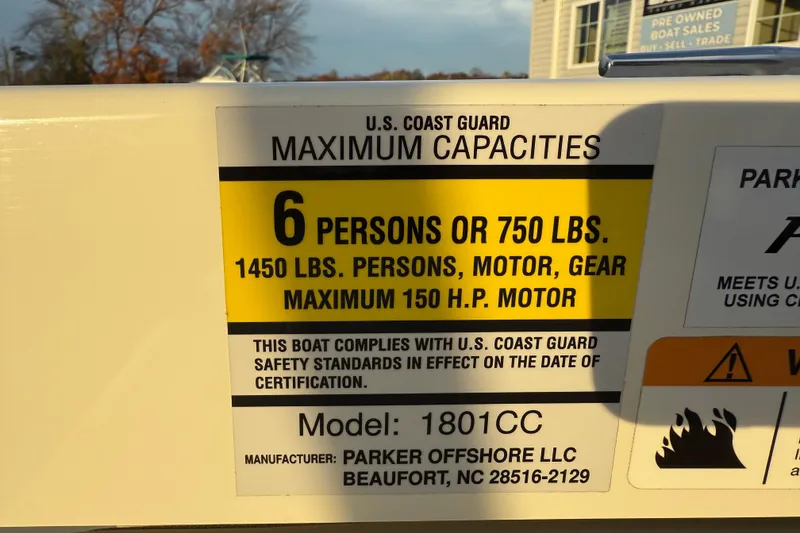 PRE OWNED
BOAT SALES
BUY - SELL - TRADE
U.S. COAST GUARD
MAXIMUM CAPACITIES
6 PERSONS OR 750 LBS.
1450 LBS. PERSONS, MOTOR, GEAR
MAXIMUM 150 H.P. MOTOR
THIS BOAT COMPLIES WITH U.S. COAST GUARD
SAFETY STANDARDS IN EFFECT ON THE DATE OF
CERTIFICATION.
Model: 1801CC
MANUFACTURER: PARKER OFFSHORE LLC
BEAUFORT, NC 28516-2129
MEETS U.
USING